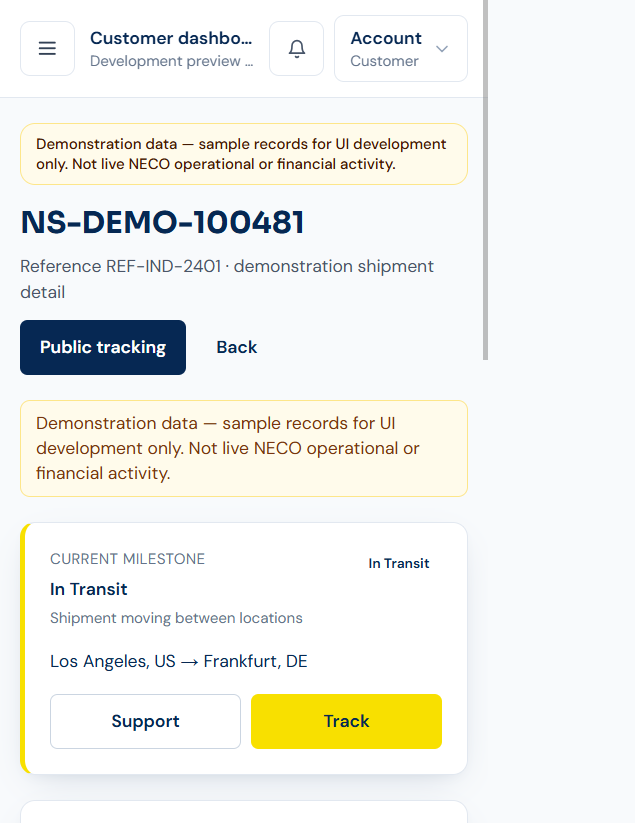 Customer dashbo...
Development preview ...
Account
Customer
Demonstration data — sample records for UI development
only. Not live NECO operational or financial activity.
NS-DEMO-100481
Reference REF-IND-2401 · demonstration shipment
detail
Public tracking
Back
Demonstration data — sample records for UI
development only. Not live NECO operational or
financial activity.
CURRENT MILESTONE
In Transit
In Transit
Shipment moving between locations
Los Angeles, US → Frankfurt, DE
Support
Track